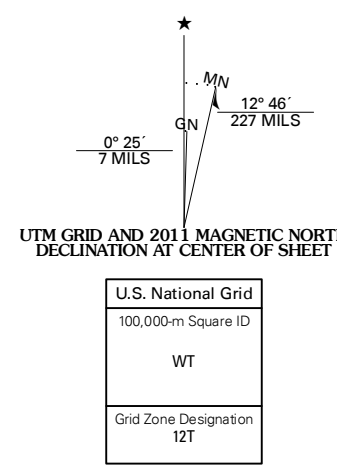 ★
MN
GN
12° 46´
227 MILS
0° 25´
7 MILS
UTM GRID AND 2011 MAGNETIC NORT
DECLINATION AT CENTER OF SHEET
U.S. National Grid
100,000-m Square ID
WT
Grid Zone Designation
12T